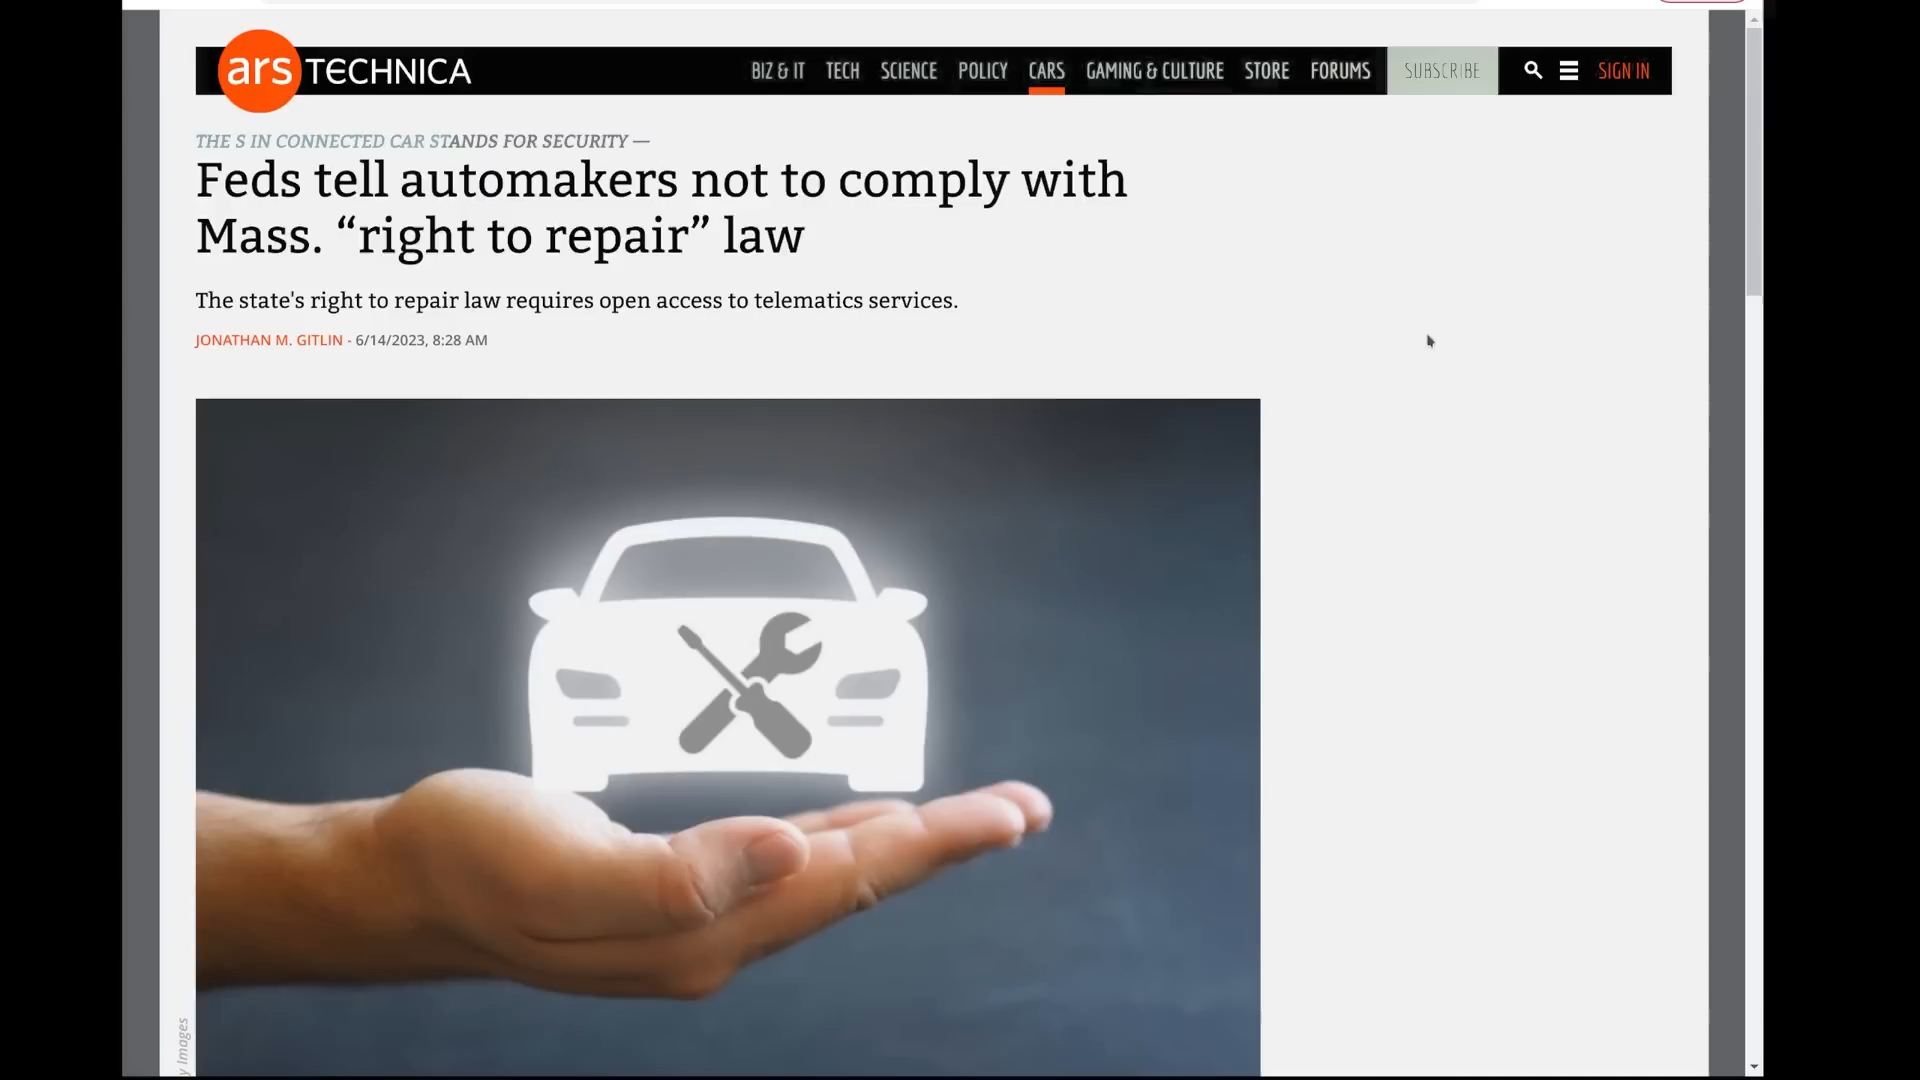 ars TECHNICA
BIZ & IT TECH SCIENCE POLICY CARS GAMING & CULTURE STORE FORUMS SUBSCRIBE SIGN IN
THE S IN CONNECTED CAR STANDS FOR SECURITY —
Feds tell automakers not to comply with
Mass. “right to repair” law
The state's right to repair law requires open access to telematics services.
JONATHAN M. GITLIN - 6/14/2023, 8:28 AM
y Images